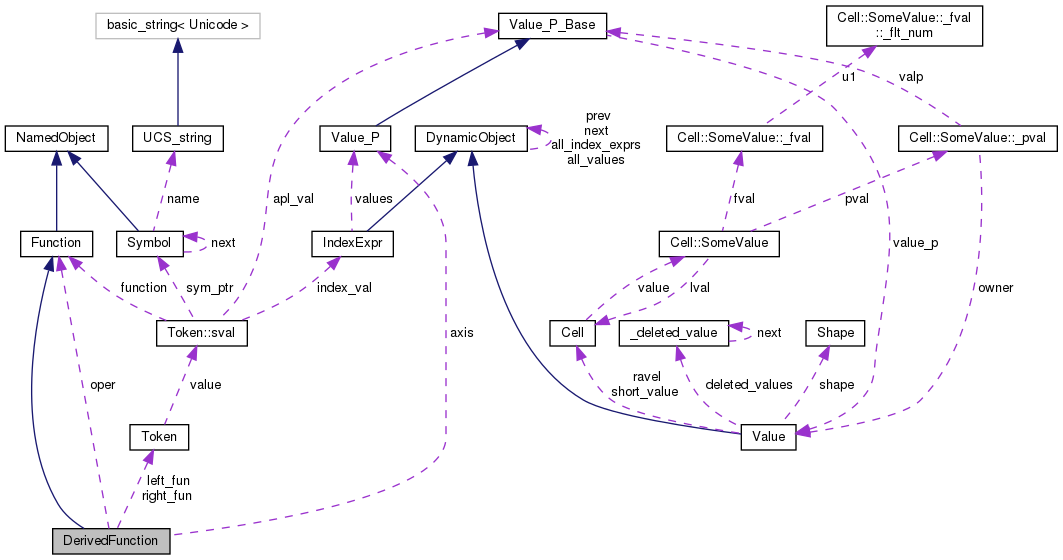 basic_string< Unicode >
Value_P_Base
Cell::SomeValue::_fval
::_flt_num
u1
valp
NamedObject
UCS_string
Value_P
DynamicObject
prev
next
all_index_exprs
all_values
Cell::SomeValue::_fval
Cell::SomeValue::_pval
name
apl_val
values
fval
pval
Function
Symbol
next
IndexExpr
Cell::SomeValue
value_p
function
sym_ptr
index_val
value
lval
owner
Token::sval
axis
Cell
_deleted_value
next
Shape
oper
value
ravel
short_value
deleted_values
shape
Token
Value
left_fun
right_fun
DerivedFunction